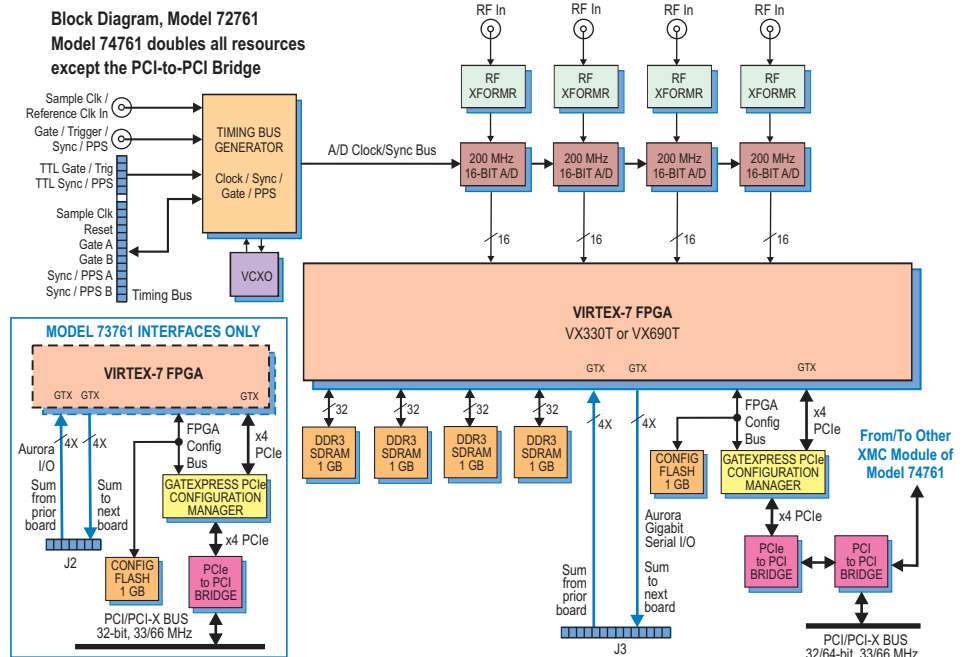 Block Diagram, Model 72761
Model 74761 doubles all resources
except the PCI-to-PCI Bridge
RF In
RF In
RF In
RF In
RF
XFORMR
RF
XFORMR
RF
XFORMR
RF
XFORMR
Sample Clk /
Reference Clk In
Gate / Trigger /
Sync / PPS
TTL Gate / Trig
TTL Sync / PPS
Sample Clk
Reset
Gate A
Gate B
Sync / PPS A
Sync / PPS B
Timing Bus
TIMING BUS
GENERATOR
Clock / Sync /
Gate / PPS
VCXO
A/D Clock/Sync Bus
200 MHz
16-BIT A/D
200 MHz
16-BIT A/D
200 MHz
16-BIT A/D
200 MHz
16-BIT A/D
16
16
16
16
VIRTEX-7 FPGA
VX330T or VX690T
GTX
GTX
GTX
32
32
32
32
DDR3
SDRAM
1 GB
DDR3
SDRAM
1 GB
DDR3
SDRAM
1 GB
DDR3
SDRAM
1 GB
4X
4X
Aurora
Gigabit
Serial I/O
Sum
from
prior
board
Sum
to
next
board
J3
FPGA
Config
Bus
x4
PCIe
CONFIG
FLASH
1 GB
GATEXPRESS PCIe
CONFIGURATION
MANAGER
x4 PCIe
From/To Other
XMC Module of
Model 74761
PCIe
to PCI
BRIDGE
PCI
to PCI
BRIDGE
PCI/PCI-X BUS
32/64-bit, 33/66 MHz
MODEL 73761 INTERFACES ONLY
VIRTEX-7 FPGA
GTX
GTX
GTX
4X
4X
Aurora
I/O
Sum
from
prior
board
Sum
to
next
board
J2
FPGA
Config
Bus
x4
PCIe
GATEXPRESS PCIe
CONFIGURATION
MANAGER
x4 PCIe
CONFIG
FLASH
1 GB
PCIe
to PCI
BRIDGE
PCI/PCI-X BUS
32-bit, 33/66 MHz